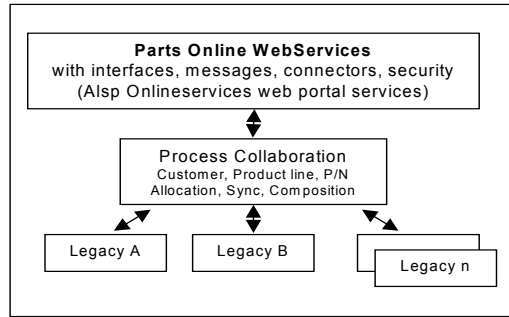 Parts Online WebServices
with interfaces, messages, connectors, security
(Alsp Onlineservices web portal services)
Process Collaboration
Customer, Product line, P/N
Allocation, Sync, Composition
Legacy A
Legacy B
Legacy n